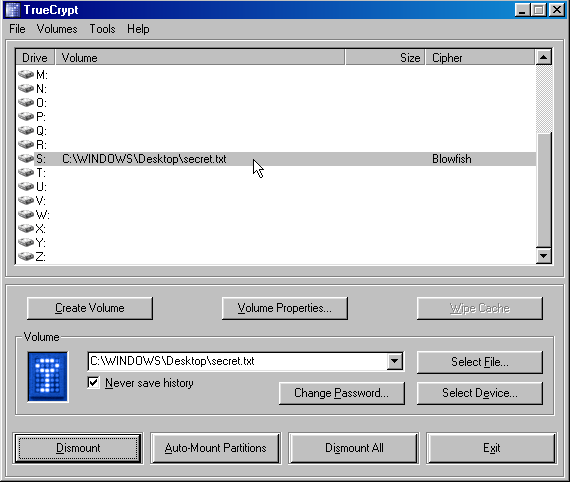 TrueCrypt
File Volumes Tools Help
Drive Volume Size Cipher
M:
N:
O:
P:
Q:
R:
S: C:\WINDOWS\Desktop\secret.txt Blowfish
T:
U:
V:
W:
X:
Y:
Z:
Create Volume Volume Properties... Wipe Cache
Volume
C:\WINDOWS\Desktop\secret.txt Select File...
Never save history
Change Password... Select Device...
Dismount Auto-Mount Partitions Dismount All Exit